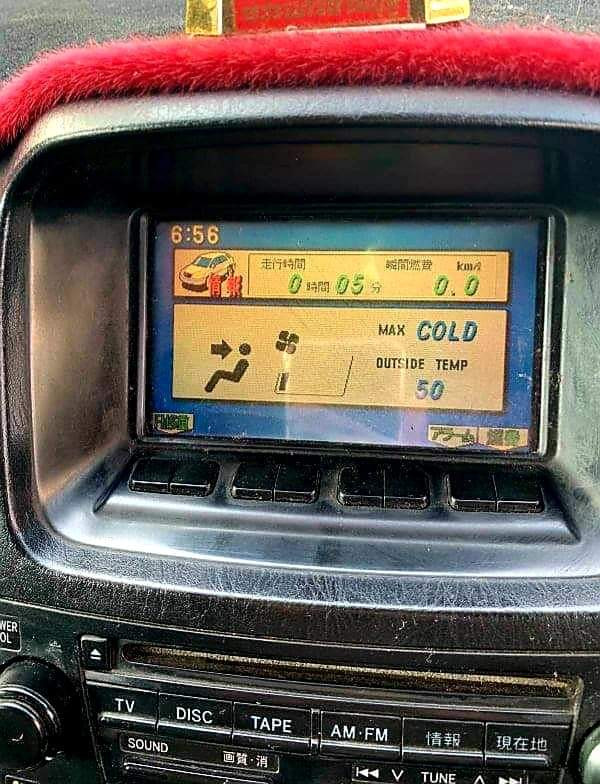 6:56
走行時間 瞬間燃費 km/l
0 時間 05 分 0.0
情報
MAX COLD
OUTSIDE TEMP
50
アラーム
TV DISC TAPE AM·FM 情報 現在地
SOUND 画質·消
TUNE